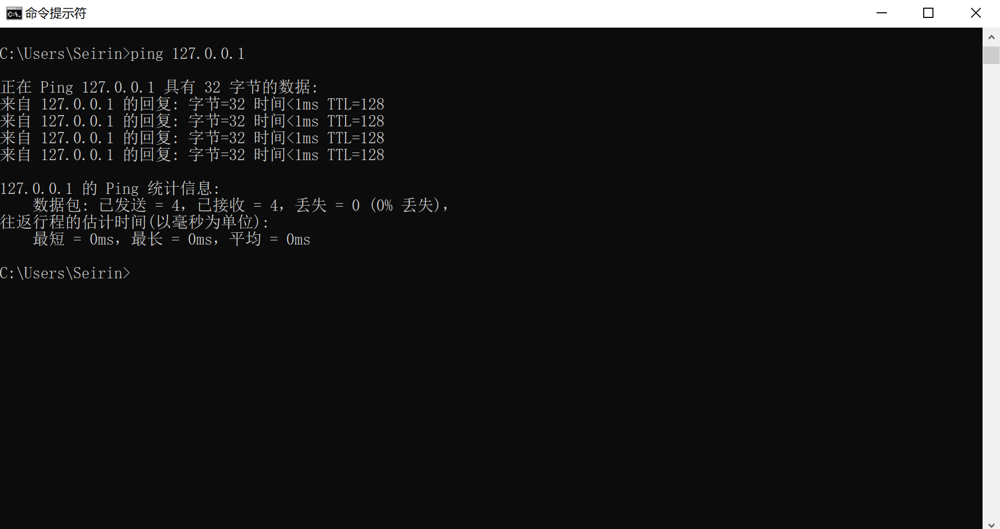 命令提示符
C:\Users\Seirin>ping 127.0.0.1
正在 Ping 127.0.0.1 具有 32 字节的数据:
来自 127.0.0.1 的回复: 字节=32 时间<1ms TTL=128
来自 127.0.0.1 的回复: 字节=32 时间<1ms TTL=128
来自 127.0.0.1 的回复: 字节=32 时间<1ms TTL=128
来自 127.0.0.1 的回复: 字节=32 时间<1ms TTL=128
127.0.0.1 的 Ping 统计信息:
    数据包: 已发送 = 4，已接收 = 4，丢失 = 0 (0% 丢失)，
往返行程的估计时间(以毫秒为单位):
    最短 = 0ms，最长 = 0ms，平均 = 0ms
C:\Users\Seirin>